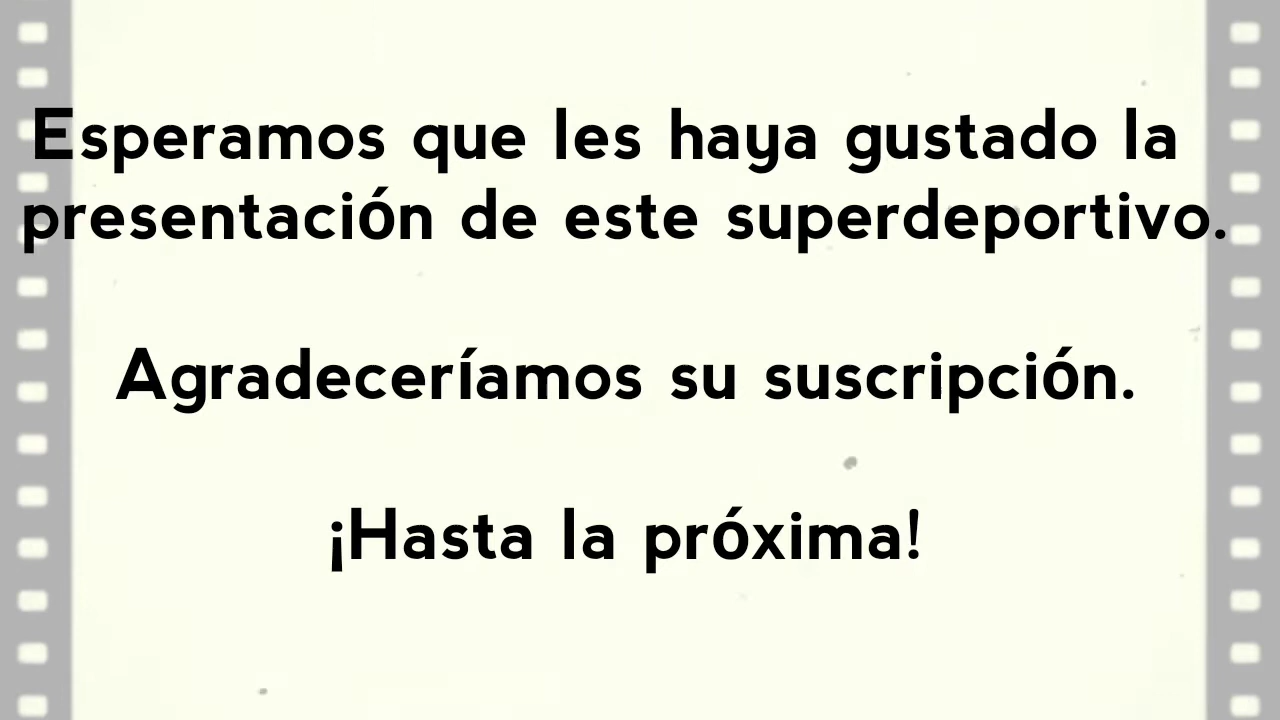 Esperamos que les haya gustado la
presentación de este superdeportivo.
Agradeceríamos su suscripción.
¡Hasta la próxima!